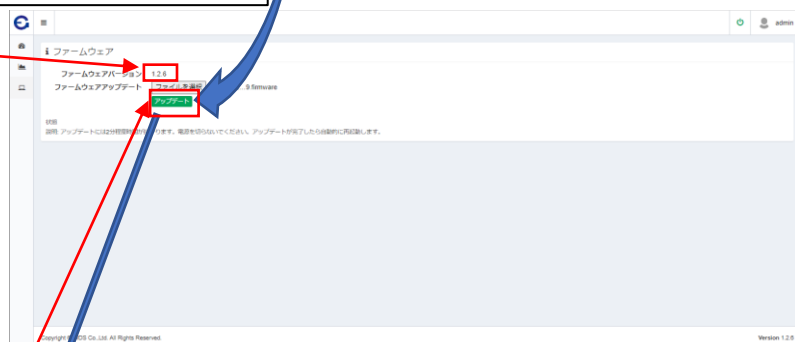 admin
ファームウェア
ファームウェアバージョン 1.2.6
ファームウェアアップデート ファイルを選択 ...9 firmware
アップデート
状態
説明 アップデートには2分程度 ります。電源を切らないでください。アップデートが完了したら自動的に再起動します。
Copyright DS Co.,Ltd. All Rights Reserved.
Version 1.2.6